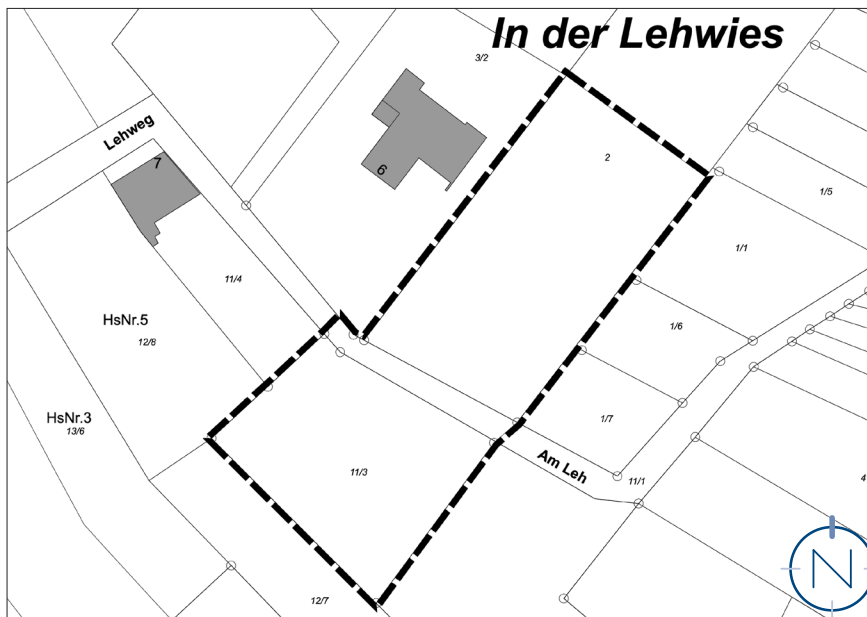 In der Lehwies
3/2
Lehweg
7
6
2
1/5
1/1
11/4
HsNr.5
12/8
1/6
HsNr.3
13/6
1/7
Am Leh
11/3
11/1
4
N
12/7